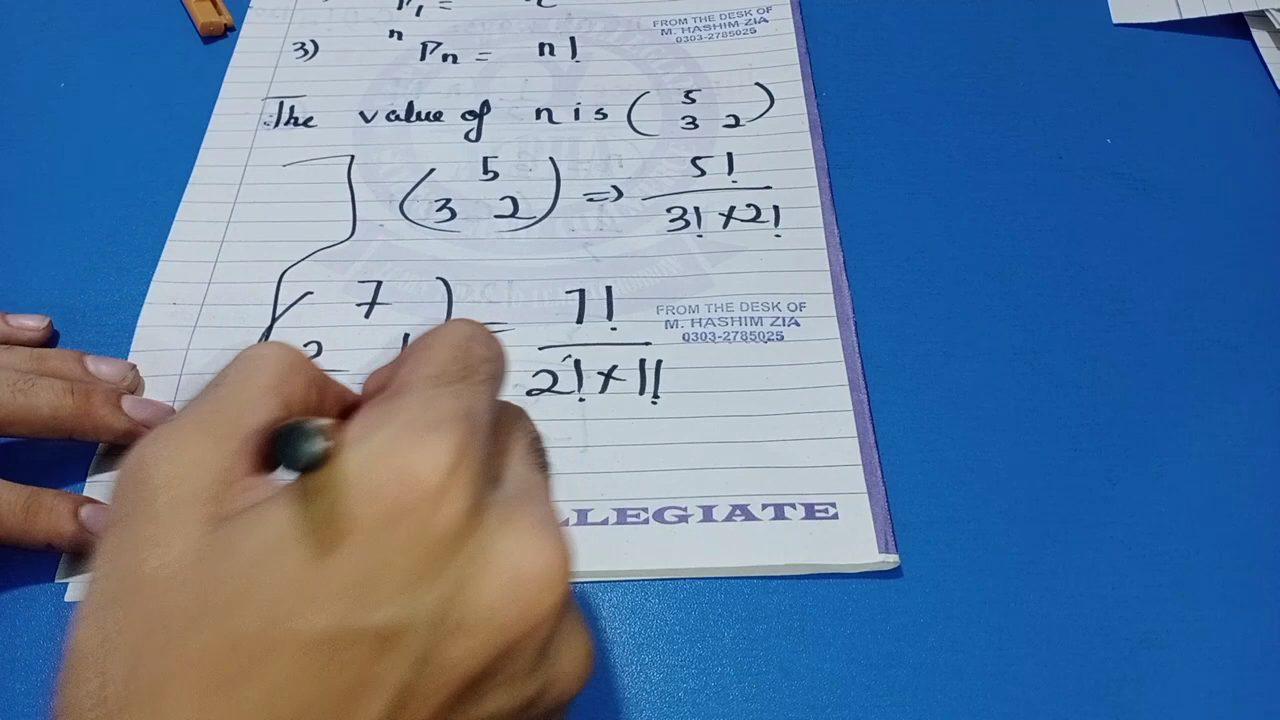 P₁ =
FROM THE DESK OF
M. HASHIM ZIA
0303-2785025
3) ⁿPₙ = n!
The value of n is ( 5
3 2 )
( 5 ) => 5!
3 2 3! × 2!
( 7 ) = 7!
2 1 2! × 1!
FROM THE DESK OF
M. HASHIM ZIA
0303-2785025
LLEGIATE